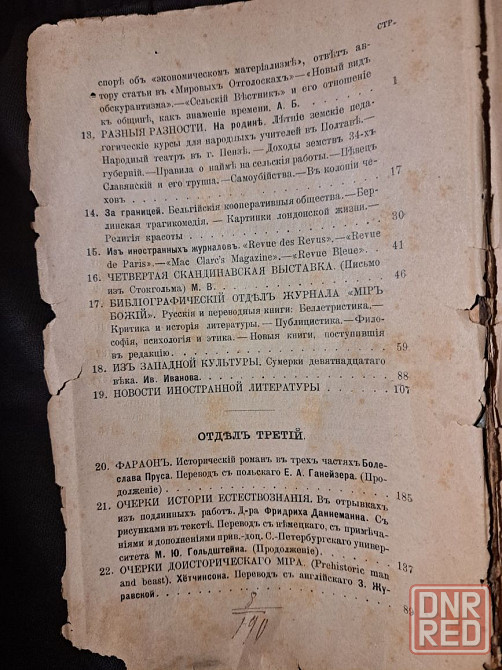 СТР-
спорѣ объ «экономическомъ матеріализмѣ», отвѣтъ ав-
тору статьи въ «Мировыхъ Отголоскахъ».—«Новый видъ
обскурантизма».—«Сельскій Вѣстникъ» и его отношеніе
къ общинѣ, какъ знаменіе времени. А. Б. . . . . . . . 1
13. РАЗНЫЯ РАЗНОСТИ. На родинѣ. Лѣтніе земскіе педа-
гогическіе курсы для народныхъ учителей въ Полтавѣ.—
Народный театръ въ г. Пензѣ.—Доходы земствъ 34-хъ
губерній.—Правила о наймѣ на сельскія работы.—Пѣвецъ
Славянскій и его труппа.—Самоубійства.—Въ колоніи че-
ховъ . . . . . . . . . . . . 17
14. За границей. Бельгійскія кооперативныя общества.—Бер-
линская трагикомедія. — Картинки лондонской жизни.—
Религія красоты . . . . . . . . . . . . 30
15. Изъ иностранныхъ журналовъ. «Revue des Revus».—«Revue
de Paris».—«Mac Clarc's Magazine».—«Revue Bleue». . . 41
16. ЧЕТВЕРТАЯ СКАНДИНАВСКАЯ ВЫСТАВКА. (Письмо
изъ Стокгольма) М. В. . . . . . . . . . . . 46
17. БИБЛІОГРАФИЧЕСКІЙ ОТДѢЛЪ ЖУРНАЛА «МІРЪ
БОЖІЙ». Русскія и переводныя книги: Беллетристика.—
Критика и исторія литературы. — Публицистика.—Фило-
софія, психологія и этика.—Новыя книги, поступившія
въ редакцію . . . . . . . . . . . . 59
18. ИЗЪ ЗАПАДНОЙ КУЛЬТУРЫ. Сумерки девятнадцатаго
вѣка. Ив. Иванова. . . . . . . . . . . . 88
19. НОВОСТИ ИНОСТРАННОЙ ЛИТЕРАТУРЫ . . . . . . 107
ОТДѢЛЪ ТРЕТІЙ.
20. ФАРАОНЪ. Историческій романъ въ трехъ частяхъ Боле-
слава Пруса. Переводъ съ польскаго Е. А. Ганейзера. (Про-
долженіе) . . . . . . . . . . . . 185
21. ОЧЕРКИ ИСТОРІИ ЕСТЕСТВОЗНАНІЯ. Въ отрывкахъ
изъ подлинныхъ работъ. Д-ра Фридриха Даннеманна. Съ
рисунками въ текстѣ. Переводъ съ нѣмецкаго, съ примѣча-
ніями и дополненіями прив.-доц. С.-Петербургскаго универ-
ситета М. Ю. Гольдштейна. (Продолженіе). . . . . . 137
22. ОЧЕРКИ ДОИСТОРИЧЕСКАГО МІРА. (Prehistoric man
and beast). Хётчинсона. Переводъ съ англійскаго З. Жу-
равской . . . . . . . . . . . . 89
190
DNR
RED